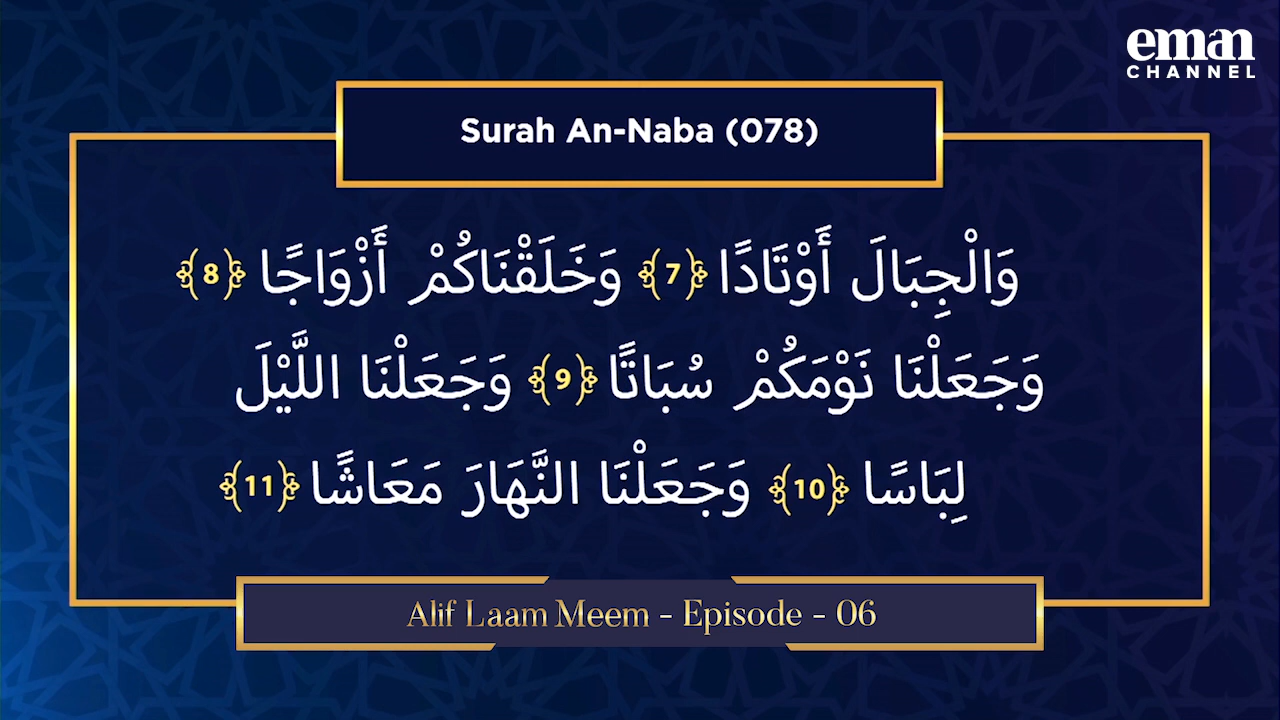 eman
CHANNEL
Surah An-Naba (078)
وَالْجِبَالَ أَوْتَادًا ﴿7﴾ وَخَلَقْنَاكُمْ أَزْوَاجًا ﴿8﴾
وَجَعَلْنَا نَوْمَكُمْ سُبَاتًا ﴿9﴾ وَجَعَلْنَا اللَّيْلَ
لِبَاسًا ﴿10﴾ وَجَعَلْنَا النَّهَارَ مَعَاشًا ﴿11﴾
Alif Laam Meem - Episode - 06